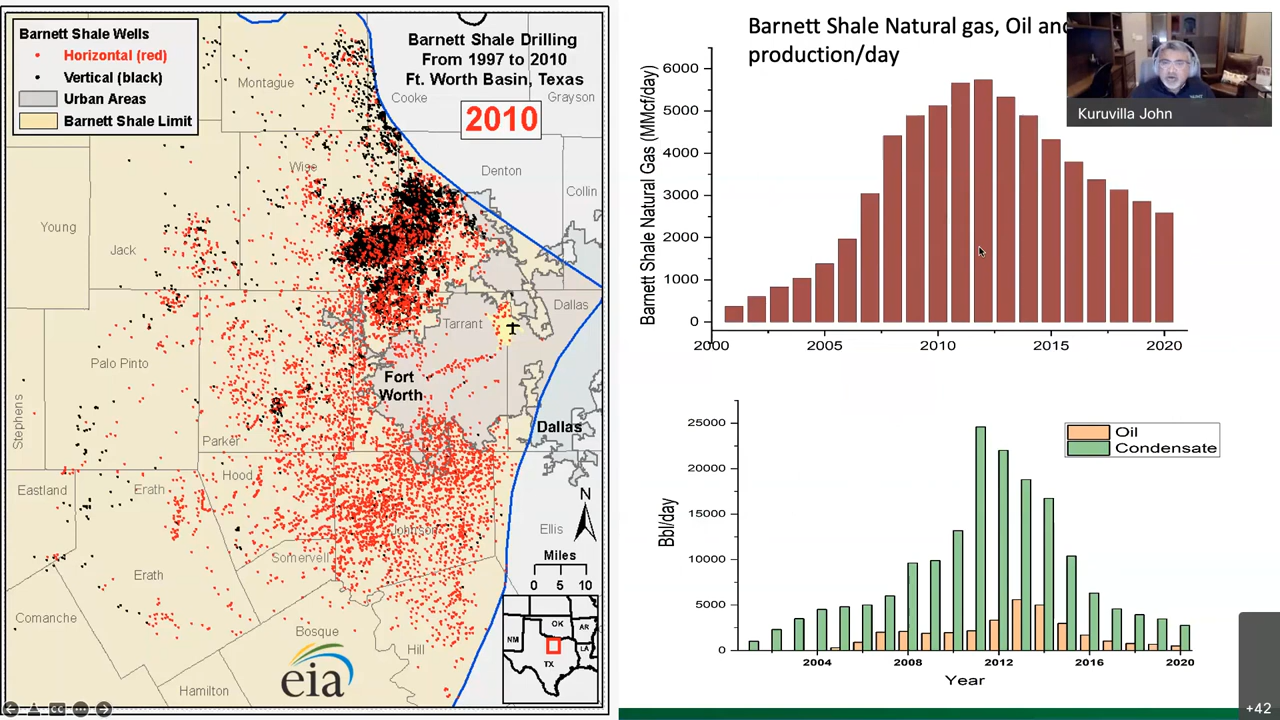 Barnett Shale Wells
Horizontal (red)
Vertical (black)
Urban Areas
Barnett Shale Limit
Barnett Shale Drilling
From 1997 to 2010
Ft. Worth Basin, Texas
2010
Montague
Cooke
Grayson
Wise
Denton
Collin
Young
Jack
Dallas
Tarrant
Palo Pinto
Fort
Worth
Stephens
Dallas
Parker
Hood
Eastland
Erath
Johnson
Ellis
N
Somervell
Miles
0 5 10
Erath
Comanche
Bosque
Hill
Hamilton
eia
OK
AR
NM
LA
TX
Barnett Shale Natural gas, Oil and
production/day
Kuruvilla John
Barnett Shale Natural Gas (MMcf/day)
6000
5000
4000
3000
2000
1000
0
2000 2005 2010 2015 2020
Oil
Condensate
Bbl/day
25000
20000
15000
10000
5000
0
2004 2008 2012 2016 2020
Year
+42